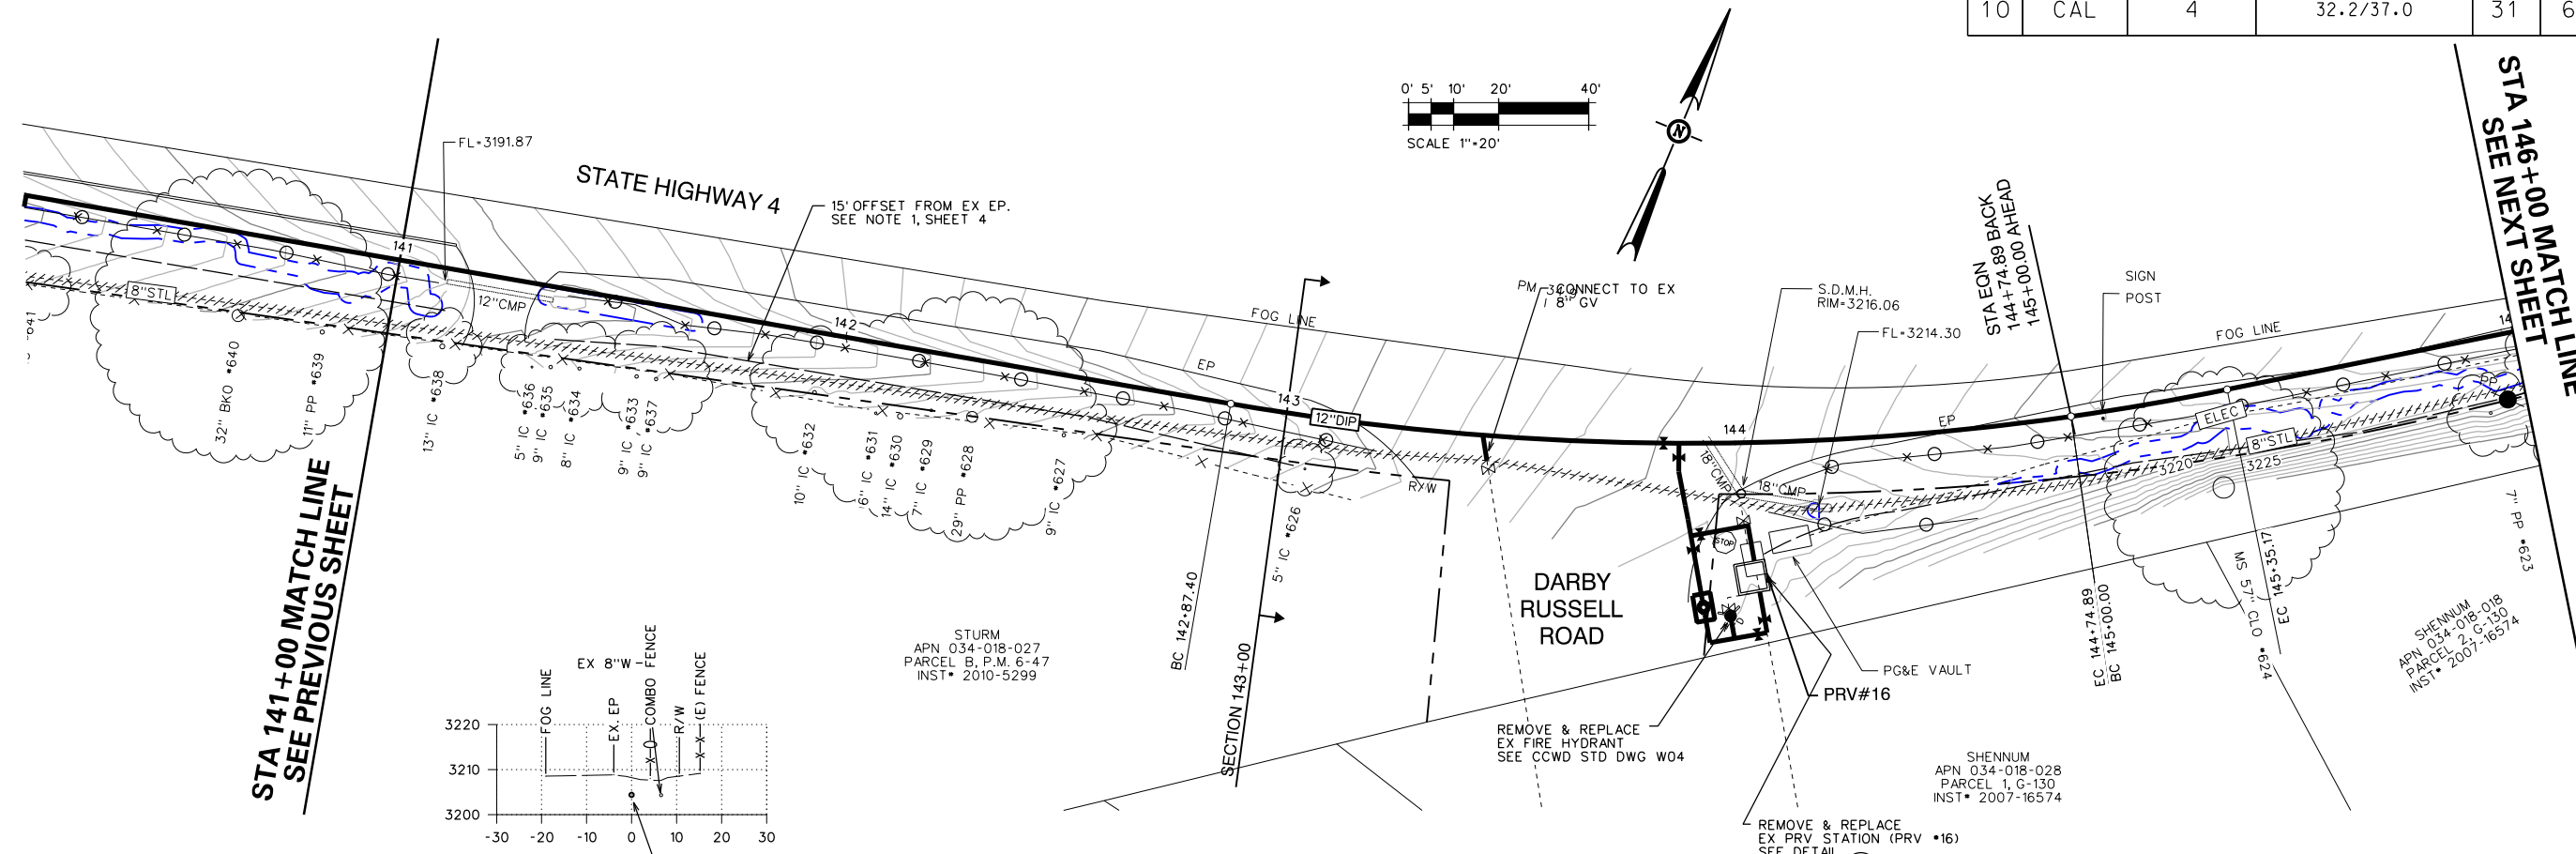 10 CAL 4 32.2/37.0 31 6
STA 141+00 MATCH LINE
SEE PREVIOUS SHEET
FL=3191.87
STATE HIGHWAY 4
15' OFFSET FROM EX EP.
SEE NOTE 1, SHEET 4
0' 5' 10' 20' 40'
SCALE 1"=20'
N
CONNECT TO EX
8" GV
FOG LINE
EP
S.D.M.H.
RIM=3216.06
FL=3214.30
STA EQN
144+74.89 BACK
145+00.00 AHEAD
SIGN
POST
FOG LINE
EP
STA 146+00 MATCH LINE
SEE NEXT SHEET
141
142
143
144
8"STL
12"CMP
12"DIP
R/W
18"CMP
18"CMP
STOP
ELEC
8"STL
3220
3225
32" BKO #640
11" PP #639
13" IC #638
5" IC #636
9" IC #635
8" IC #634
9" IC #633
9" IC #637
10" IC #632
6" IC #631
14" IC #630
7" IC #629
29" PP #628
9" IC #627
5" IC #626
BC 142+87.40
SECTION 143+00
DARBY
RUSSELL
ROAD
PG&E VAULT
PRV#16
REMOVE & REPLACE
EX FIRE HYDRANT
SEE CCWD STD DWG W04
EC 144+74.89
BC 145+00.00
MS 57" CLO #624
EC 145+35.17
7" PP #623
SHENNUM
APN 034-018-018
PARCEL 2, G-130
INST# 2007-16574
STURM
APN 034-018-027
PARCEL B, P.M. 6-47
INST# 2010-5299
SHENNUM
APN 034-018-028
PARCEL 1, G-130
INST# 2007-16574
REMOVE & REPLACE
EX PRV STATION (PRV #16)
SEE DETAIL
EX 8"W
FOG LINE
EX. EP
COMBO FENCE
R/W
(E) FENCE
3220
3210
3200
-30 -20 -10 0 10 20 30